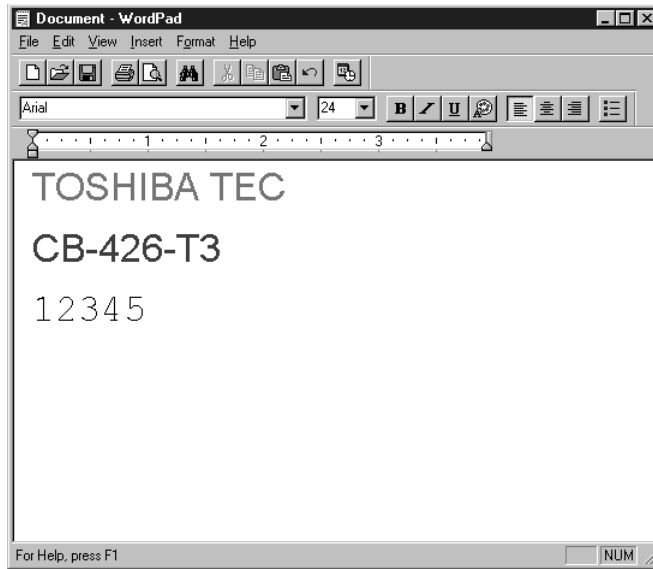 Document - WordPad
File Edit View Insert Format Help
Arial 24 B / U
1 2 3
TOSHIBA TEC
CB-426-T3
12345
For Help, press F1 NUM